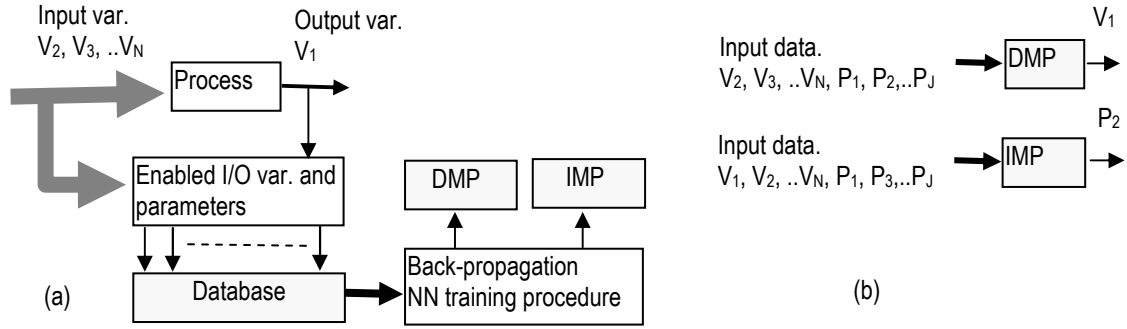 Input var.
V2, V3, ..VN
Output var.
V1
Process
Enabled I/O var. and
parameters
DMP
IMP
Database
Back-propagation
NN training procedure
(a)
V1
Input data.
V2, V3, ..VN, P1, P2,..PJ
DMP
P2
Input data.
V1, V2, ..VN, P1, P3,..PJ
IMP
(b)